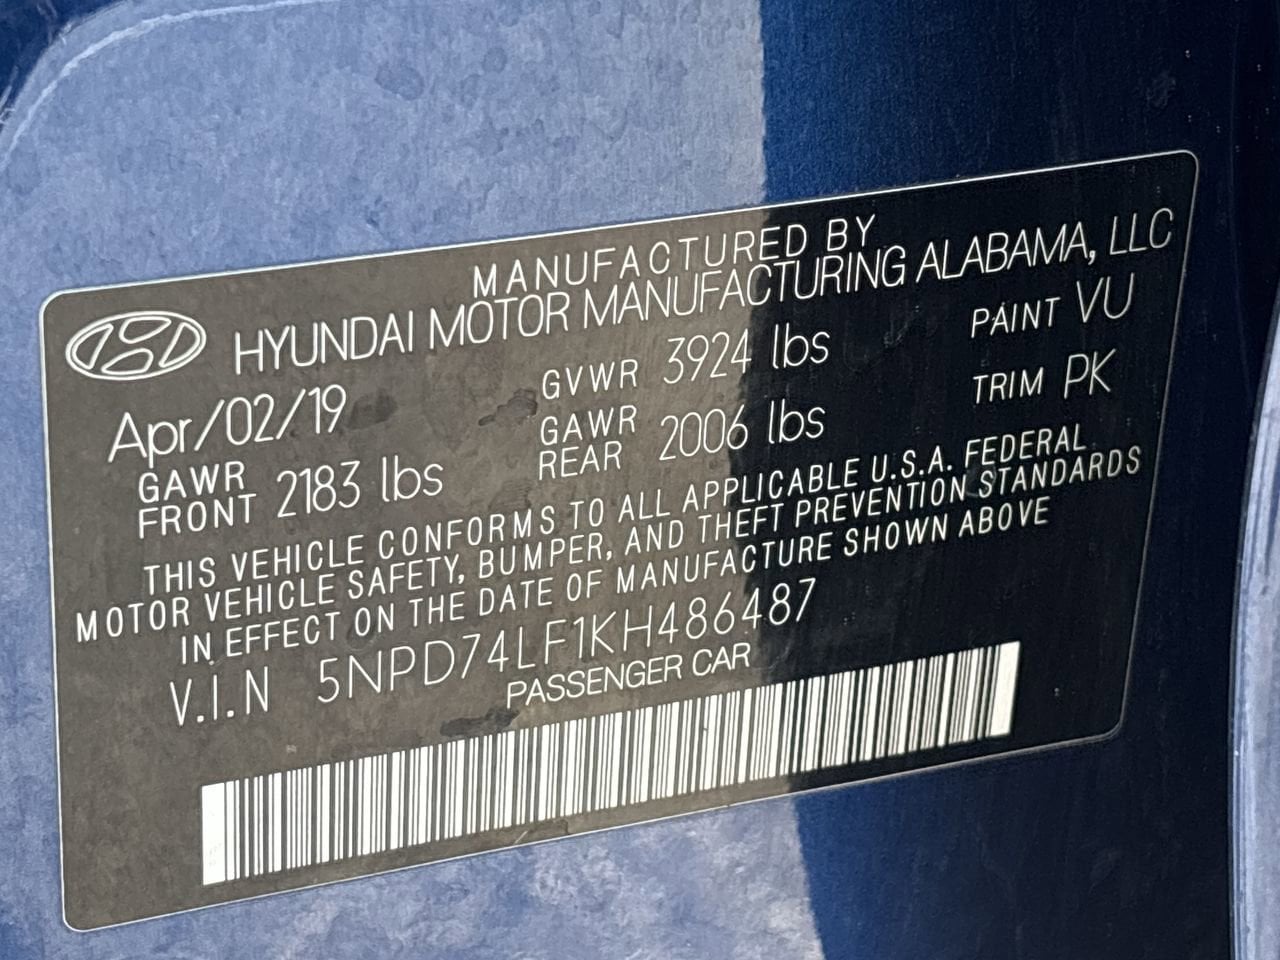 MANUFACTURED BY
HYUNDAI MOTOR MANUFACTURING ALABAMA, LLC
Apr/02/19 GVWR 3924 lbs PAINT VU
GAWR FRONT 2183 lbs GAWR REAR 2006 lbs TRIM PK
THIS VEHICLE CONFORMS TO ALL APPLICABLE U.S.A. FEDERAL
MOTOR VEHICLE SAFETY, BUMPER, AND THEFT PREVENTION STANDARDS
IN EFFECT ON THE DATE OF MANUFACTURE SHOWN ABOVE
V.I.N 5NPD74LF1KH486487
PASSENGER CAR